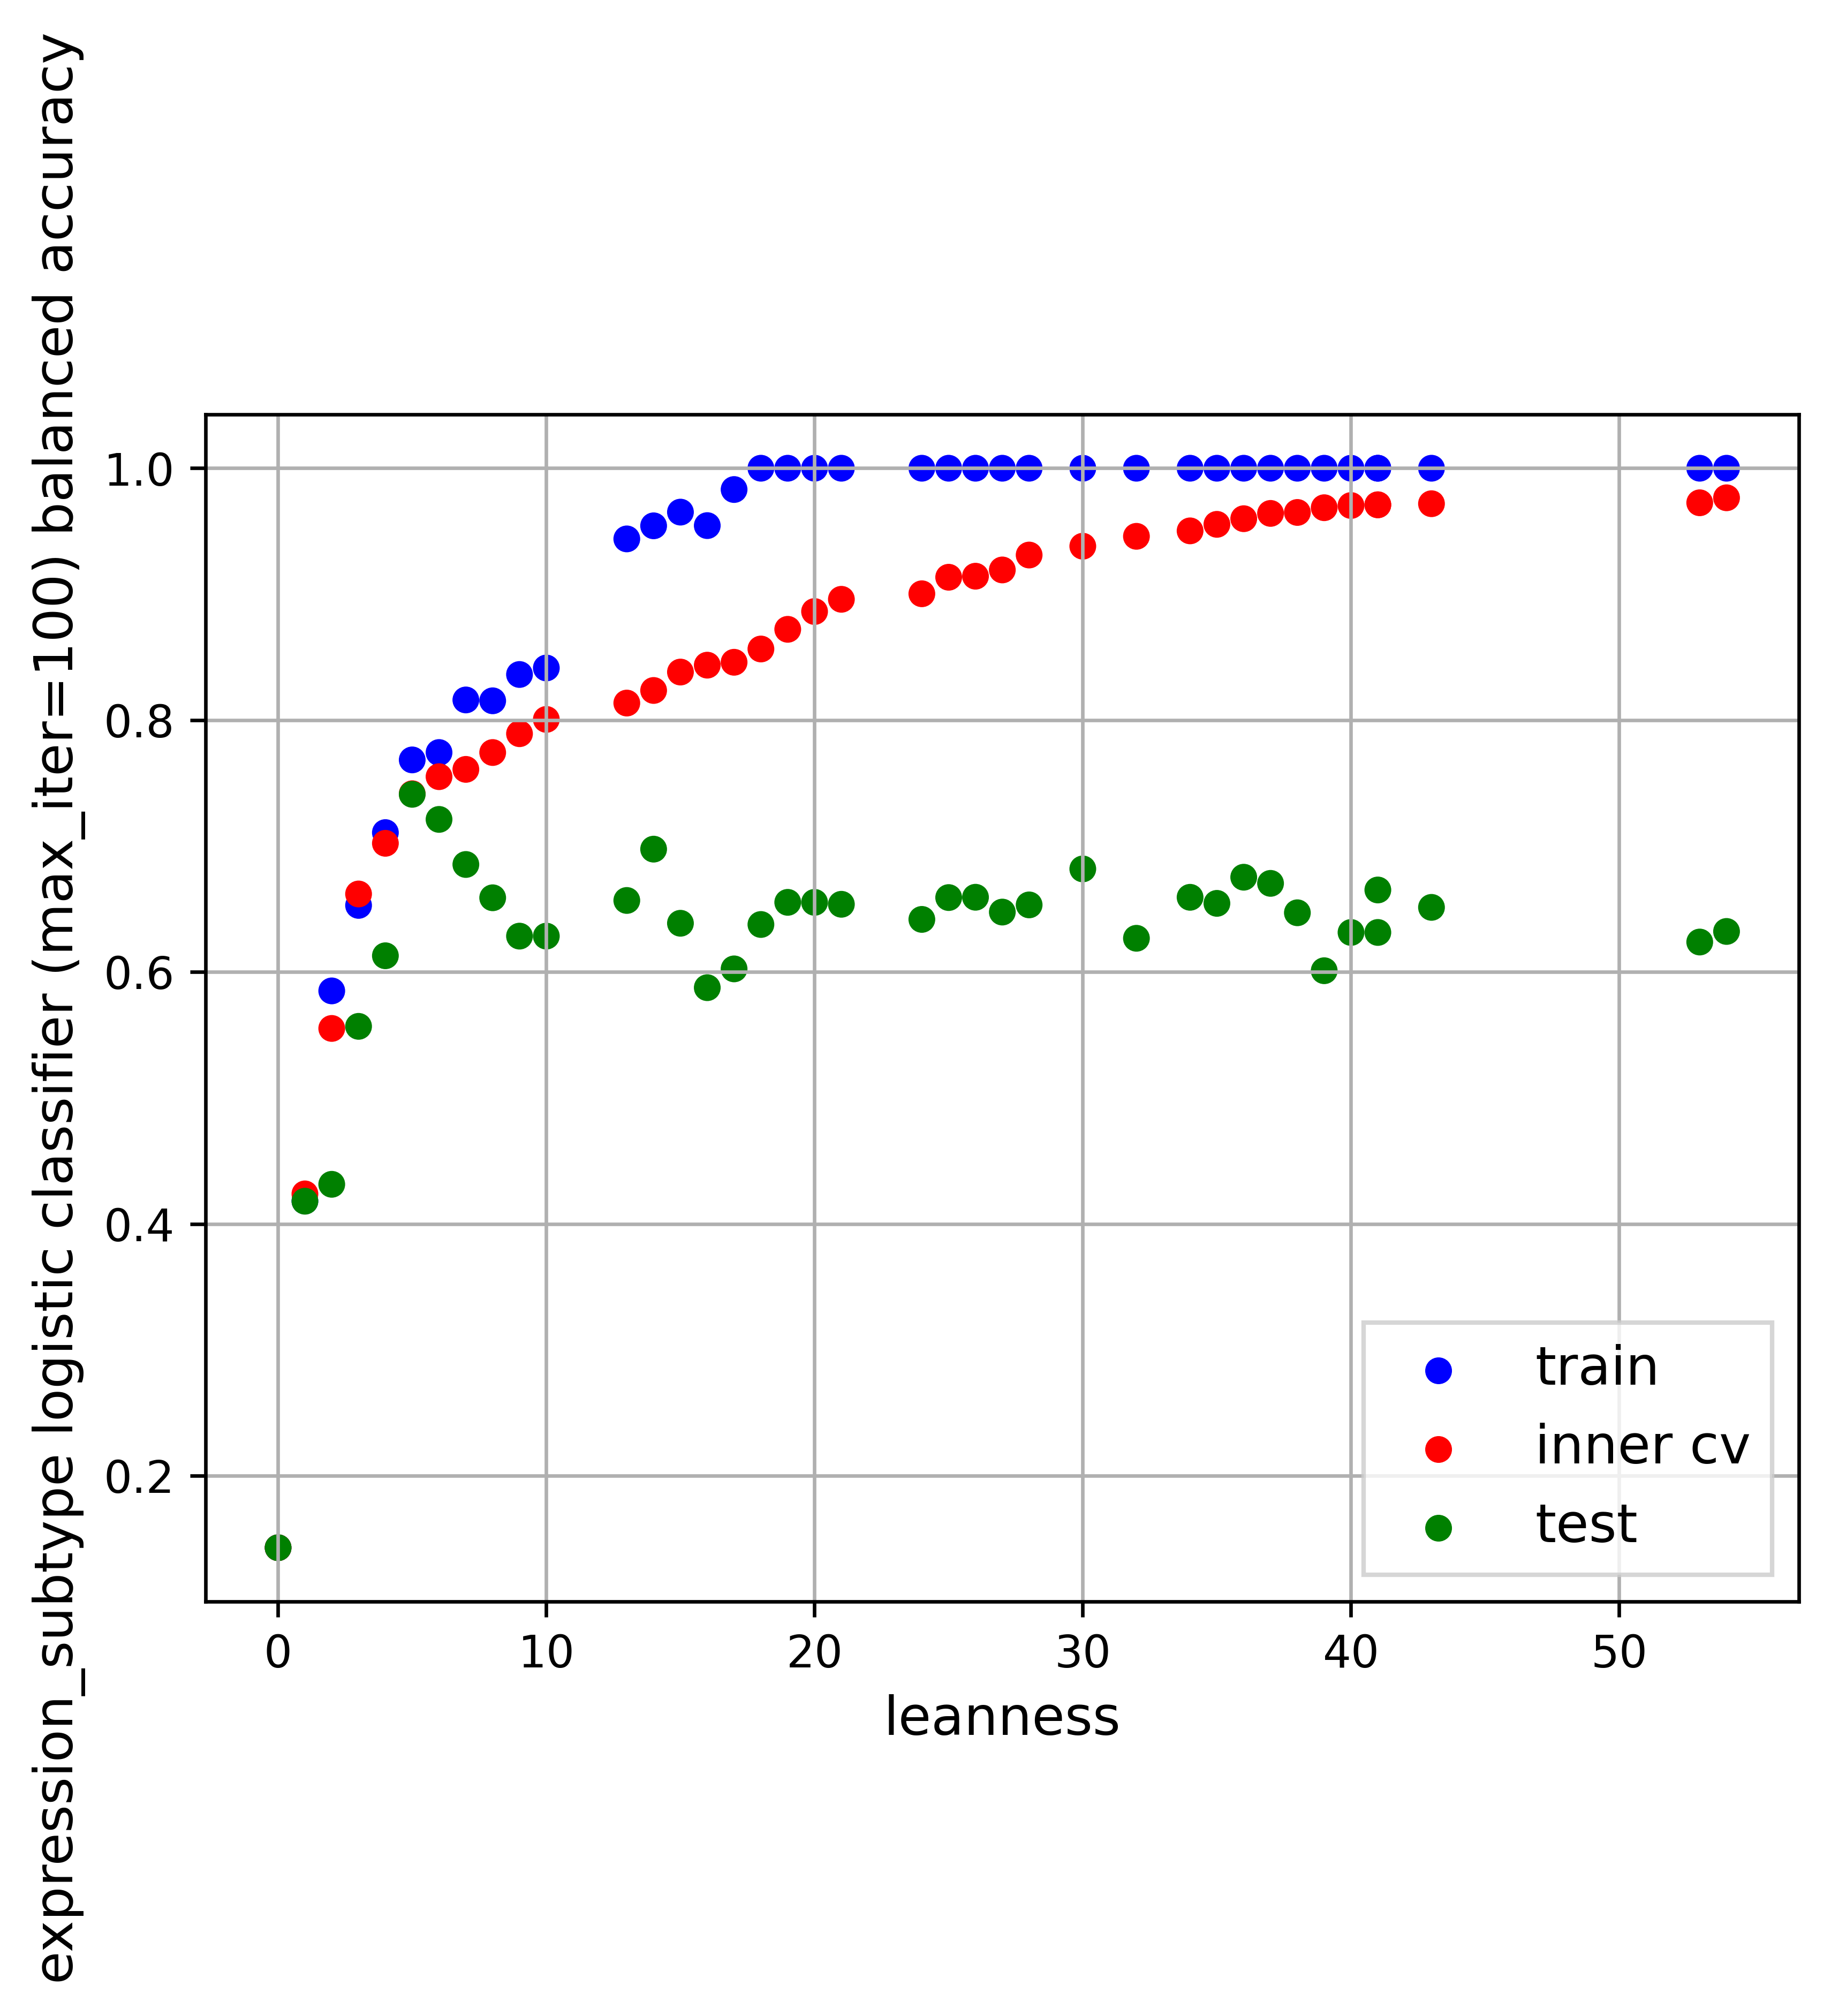 expression_subtype logistic classifier (max_iter=100) balanced accuracy
1.0
0.8
0.6
0.4
0.2
0 10 20 30 40 50
leanness
train
inner cv
test